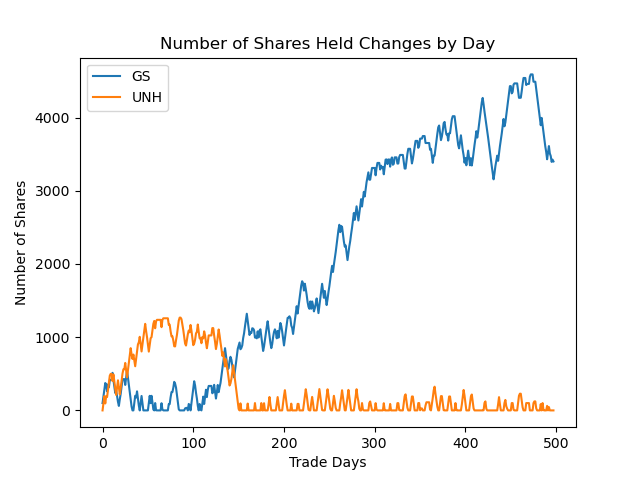 Number of Shares Held Changes by Day
GS
UNH
Number of Shares
4000
3000
2000
1000
0
0 100 200 300 400 500
Trade Days